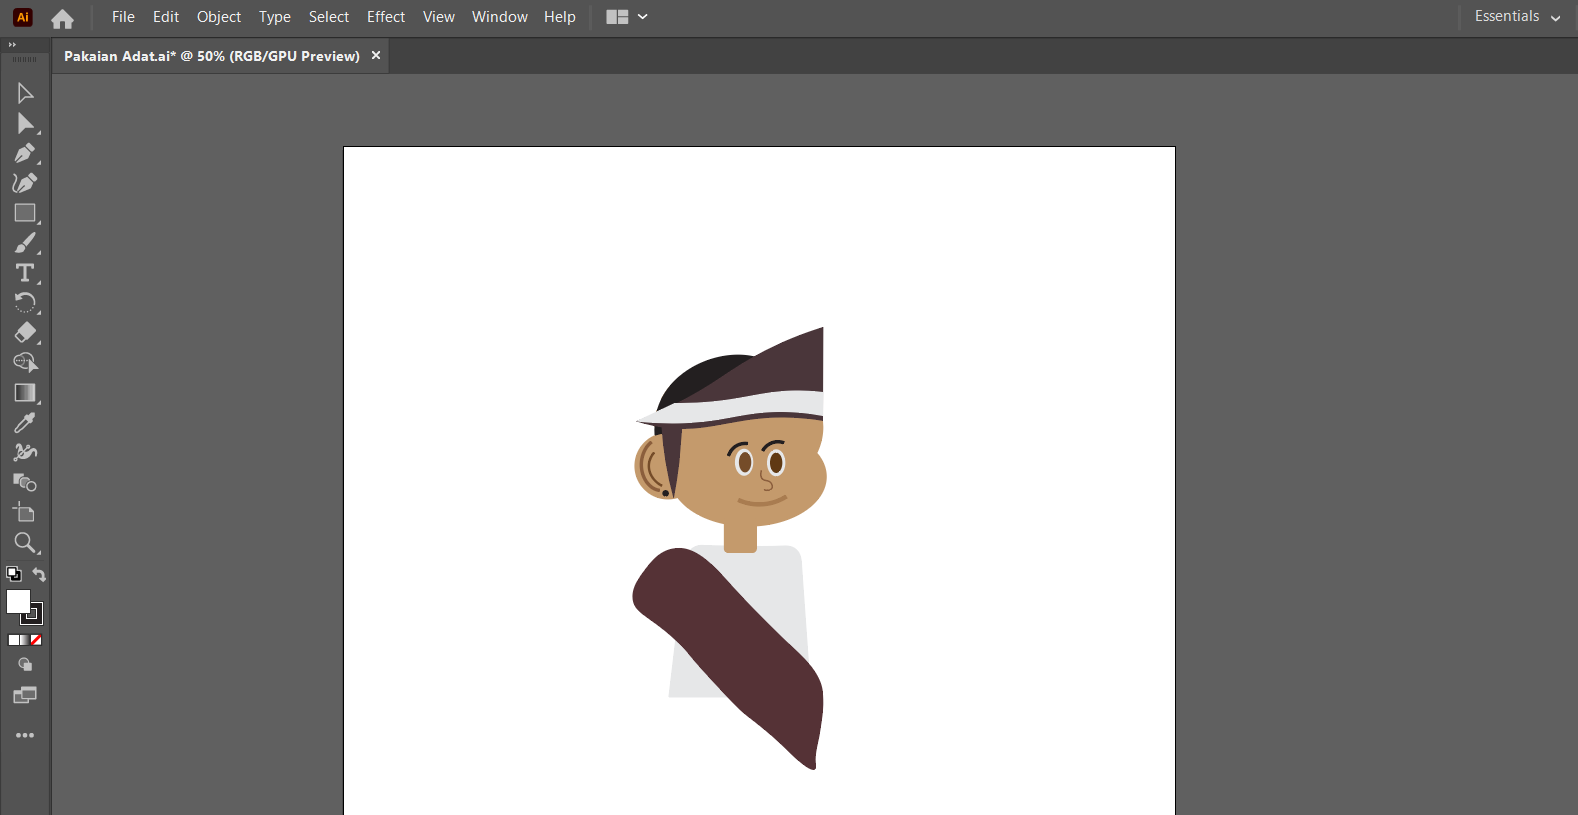 Ai File Edit Object Type Select Effect View Window Help Essentials
Pakaian Adat.ai* @ 50% (RGB/GPU Preview) ×
T